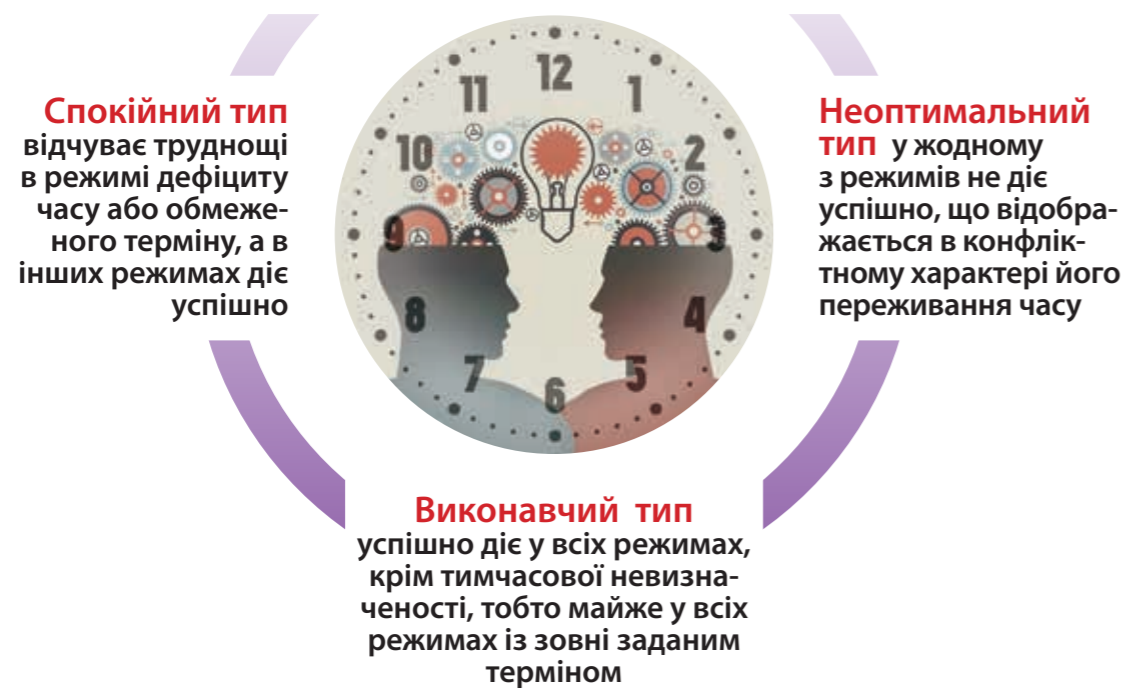 Спокійний тип
відчуває труднощі
в режимі дефіциту
часу або обмеже-
ного терміну, а в
інших режимах діє
успішно
12
11
1
10
2
9
3
8
4
7
5
6
Неоптимальний
тип у жодному
з режимів не діє
успішно, що відобра-
жається в конфлік-
тному характері його
переживання часу
Виконавчий тип
успішно діє у всіх режимах,
крім тимчасової невизна-
ченості, тобто майже у всіх
режимах із зовні заданим
терміном